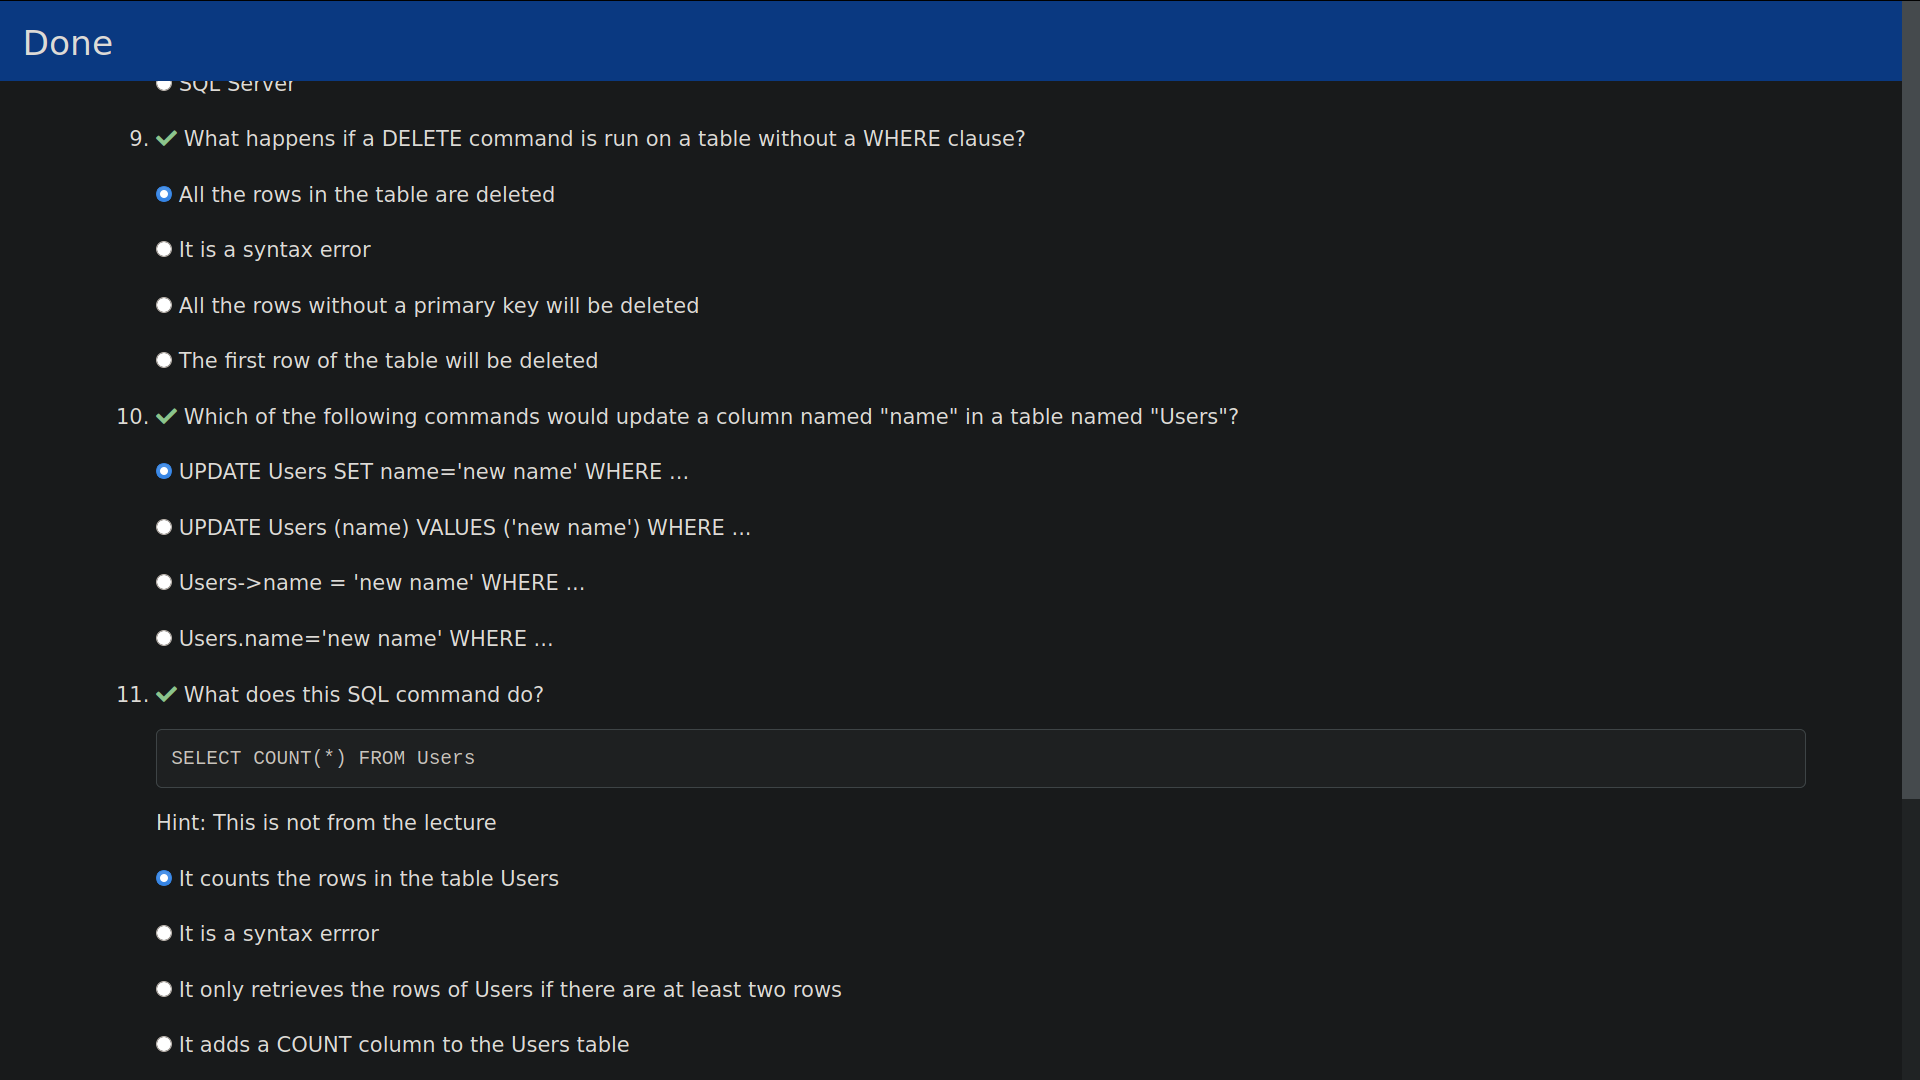 Done
SQL Server
9. What happens if a DELETE command is run on a table without a WHERE clause?
All the rows in the table are deleted
It is a syntax error
All the rows without a primary key will be deleted
The first row of the table will be deleted
10. Which of the following commands would update a column named "name" in a table named "Users"?
UPDATE Users SET name='new name' WHERE ...
UPDATE Users (name) VALUES ('new name') WHERE ...
Users->name = 'new name' WHERE ...
Users.name='new name' WHERE ...
11. What does this SQL command do?
SELECT COUNT(*) FROM Users
Hint: This is not from the lecture
It counts the rows in the table Users
It is a syntax errror
It only retrieves the rows of Users if there are at least two rows
It adds a COUNT column to the Users table